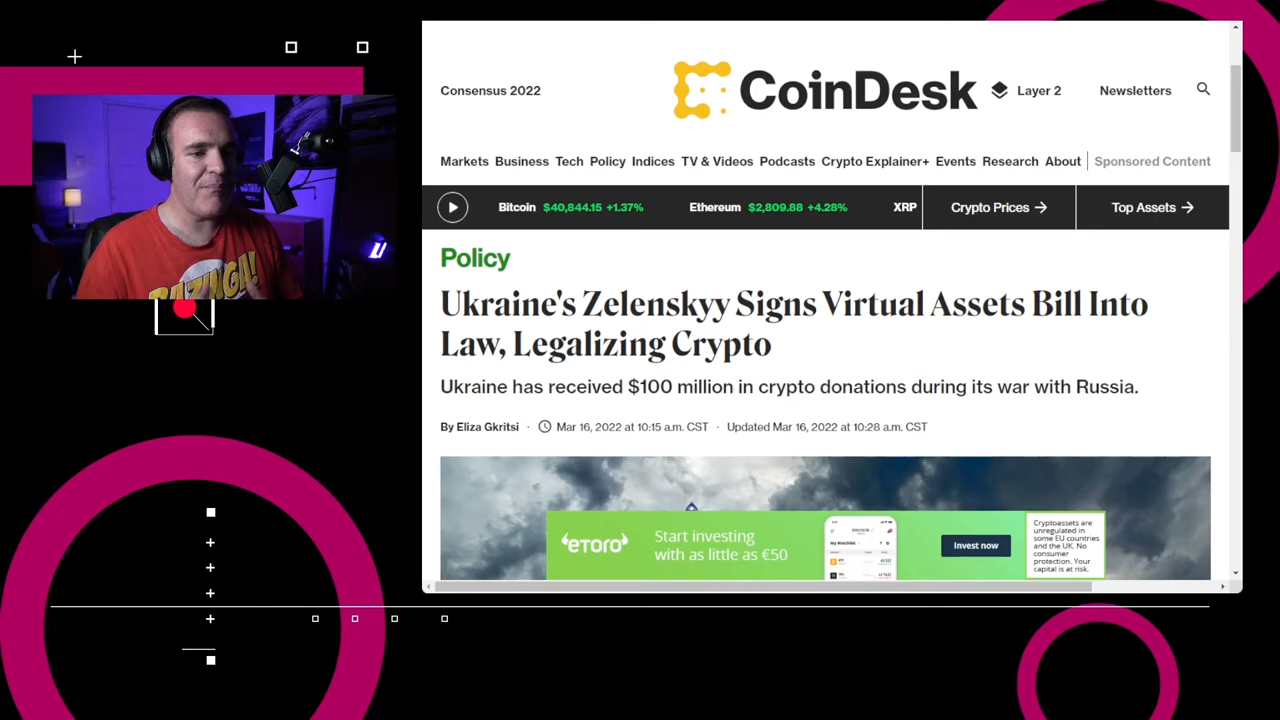 Consensus 2022
CoinDesk
Layer 2
Newsletters
Markets Business Tech Policy Indices TV & Videos Podcasts Crypto Explainer+ Events Research About Sponsored Content
Bitcoin $40,844.15 +1.37% Ethereum $2,809.88 +4.28% XRP Crypto Prices → Top Assets →
Policy
Ukraine's Zelenskyy Signs Virtual Assets Bill Into
Law, Legalizing Crypto
Ukraine has received $100 million in crypto donations during its war with Russia.
By Eliza Gkritsi · Mar 16, 2022 at 10:15 a.m. CST · Updated Mar 16, 2022 at 10:28 a.m. CST
BAZINGA!
eToro
Start investing
with as little as €50
My Watchlist
Invest now
Cryptoassets are
unregulated in
some EU countries
and the UK. No
consumer
protection. Your
capital is at risk.